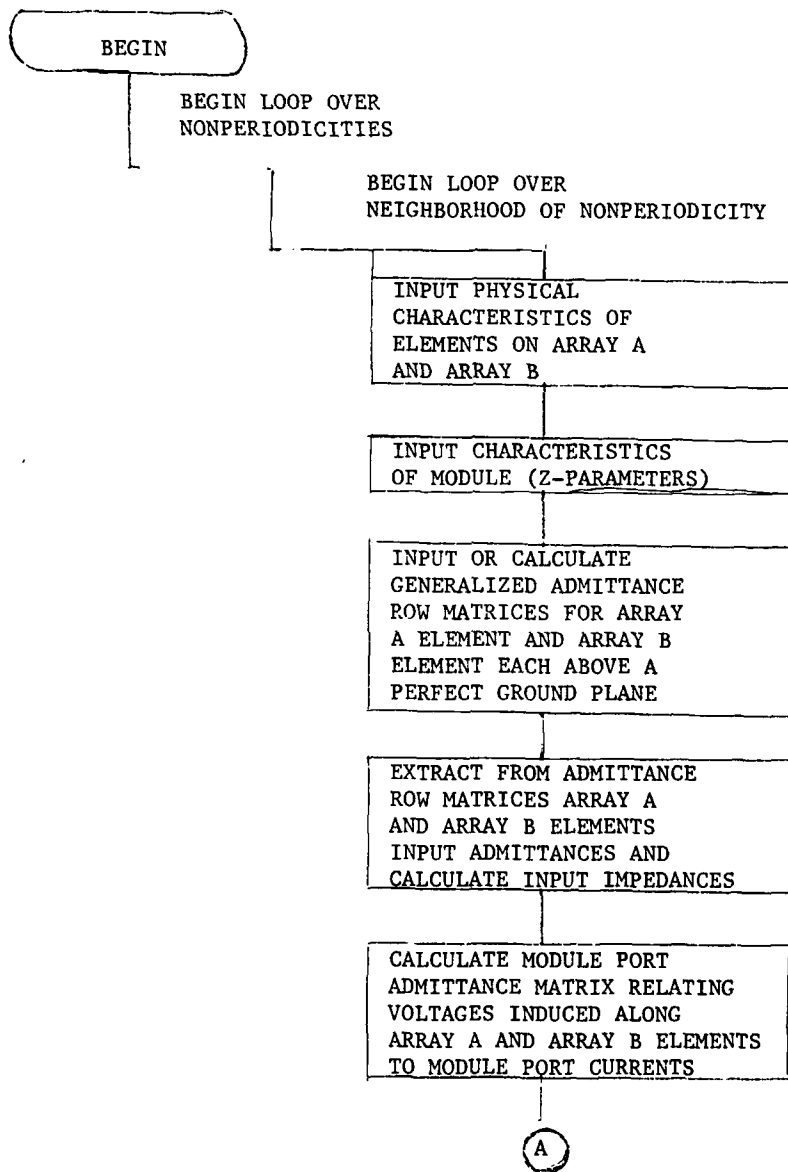 BEGIN
BEGIN LOOP OVER
NONPERIODICITIES
BEGIN LOOP OVER
NEIGHBORHOOD OF NONPERIODICITY
INPUT PHYSICAL
CHARACTERISTICS OF
ELEMENTS ON ARRAY A
AND ARRAY B
INPUT CHARACTERISTICS
OF MODULE (Z-PARAMETERS)
INPUT OR CALCULATE
GENERALIZED ADMITTANCE
ROW MATRICES FOR ARRAY
A ELEMENT AND ARRAY B
ELEMENT EACH ABOVE A
PERFECT GROUND PLANE
EXTRACT FROM ADMITTANCE
ROW MATRICES ARRAY A
AND ARRAY B ELEMENTS
INPUT ADMITTANCES AND
CALCULATE INPUT IMPEDANCES
CALCULATE MODULE PORT
ADMITTANCE MATRIX RELATING
VOLTAGES INDUCED ALONG
ARRAY A AND ARRAY B ELEMENTS
TO MODULE PORT CURRENTS
A